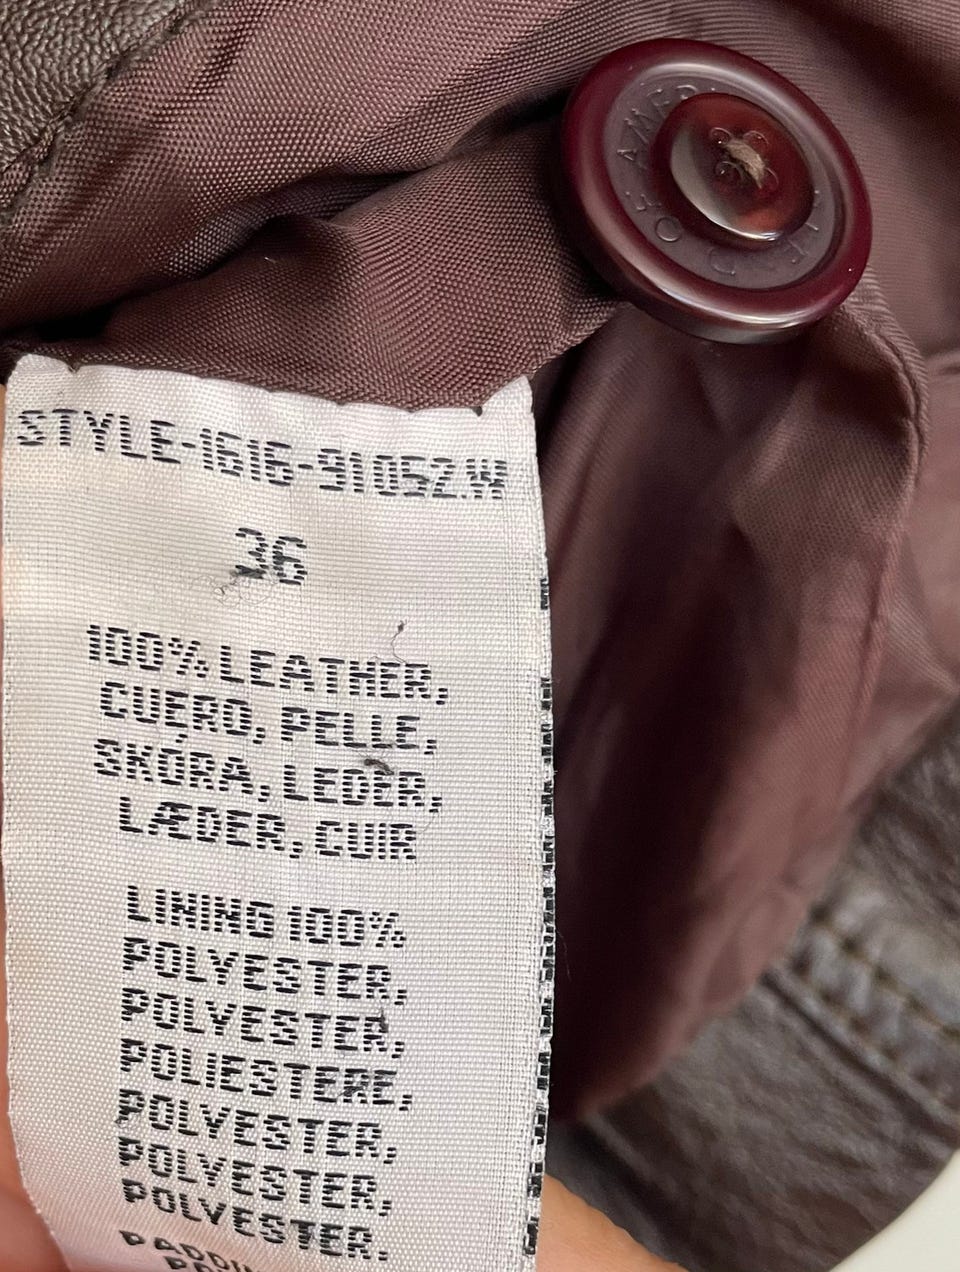 STYLE-1616-91052.W
36
100% LEATHER,
CUERO, PELLE,
SKÓRA, LEDER,
LÆDER, CUIR
LINING 100%
POLYESTER,
POLYESTER,
POLIESTERE,
POLYESTER,
POLYESTER,
POLYESTER.